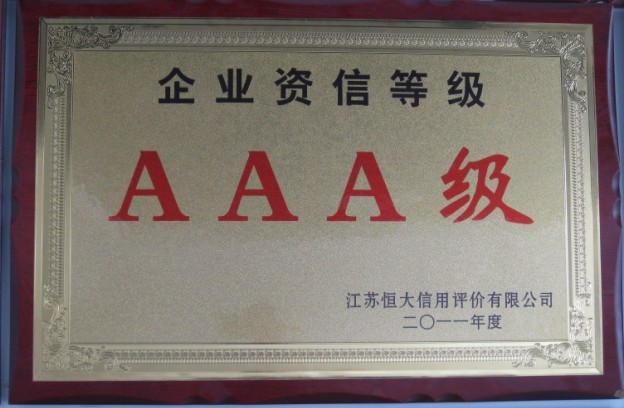 企业资信等级
AAA级
江苏恒大信用评价有限公司
二〇一一年度